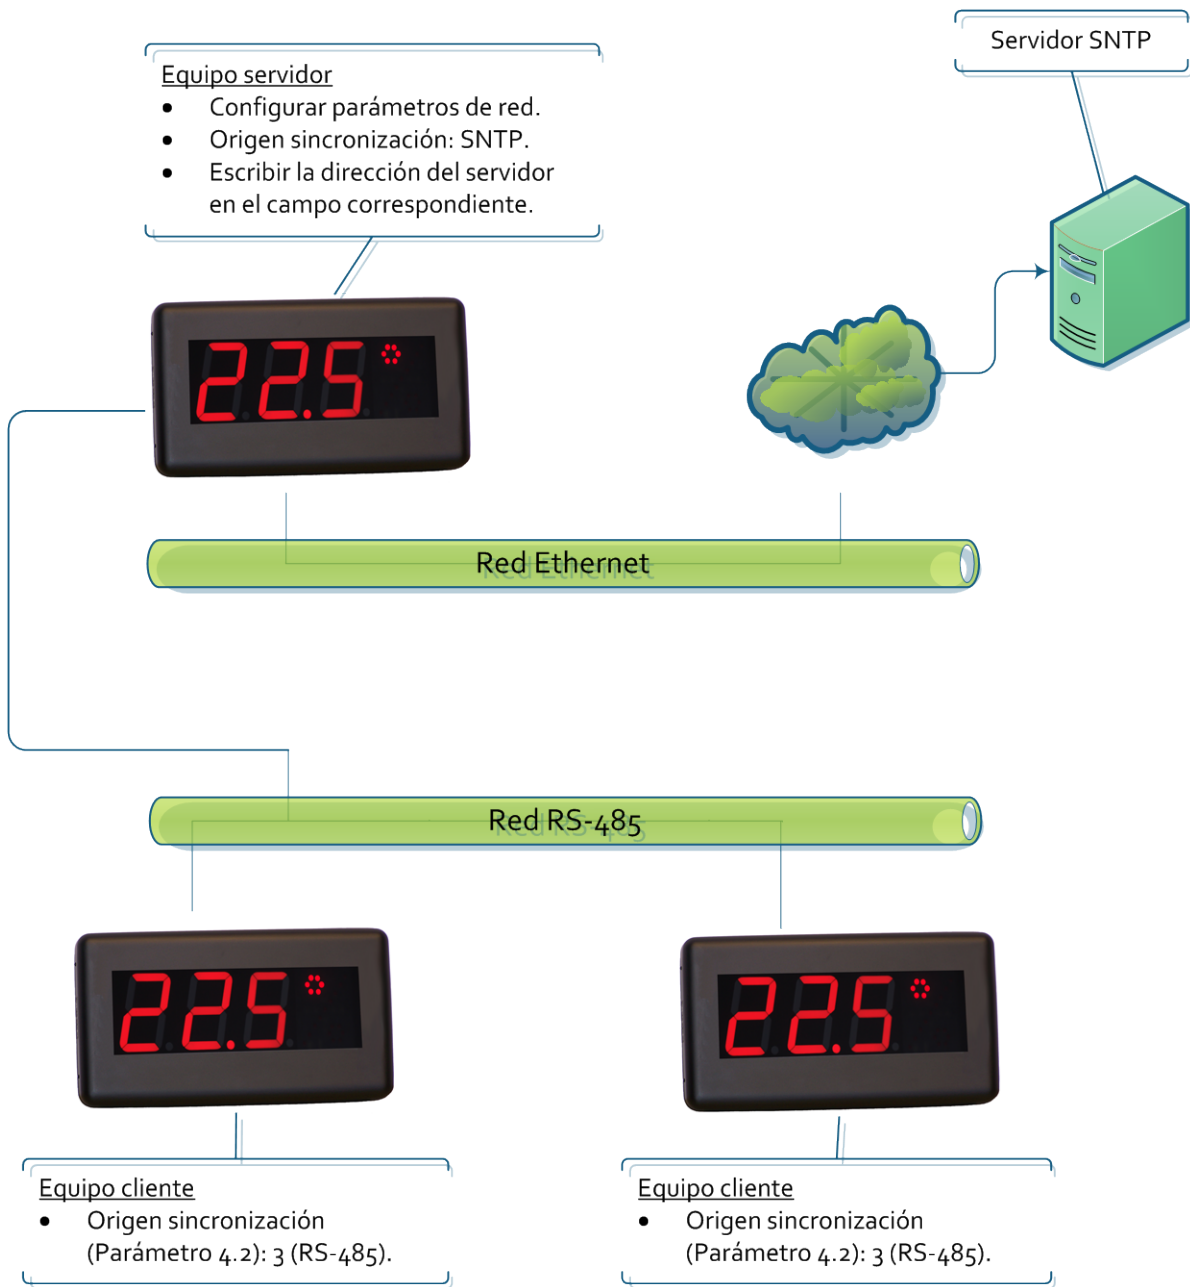 Servidor SNTP
Equipo servidor
• Configurar parámetros de red.
• Origen sincronización: SNTP.
• Escribir la dirección del servidor
en el campo correspondiente.
22.5
Red Ethernet
Red RS-485
22.5
22.5
Equipo cliente
• Origen sincronización
(Parámetro 4.2): 3 (RS-485).
Equipo cliente
• Origen sincronización
(Parámetro 4.2): 3 (RS-485).